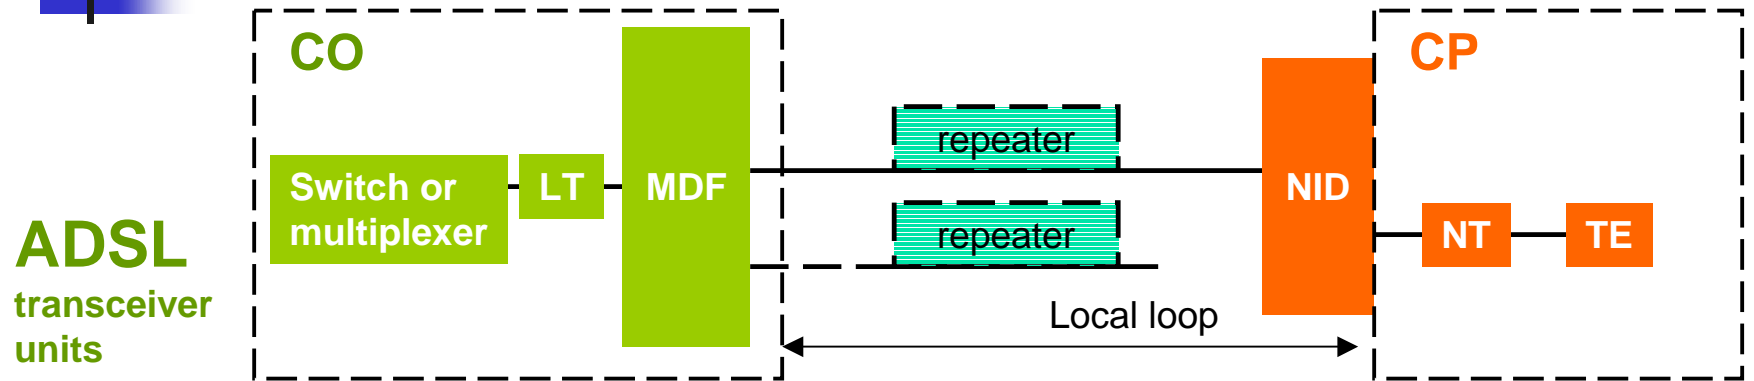 CO
CP
repeater
Switch or
multiplexer
LT
MDF
NID
repeater
NT
TE
ADSL
transceiver
units
Local loop